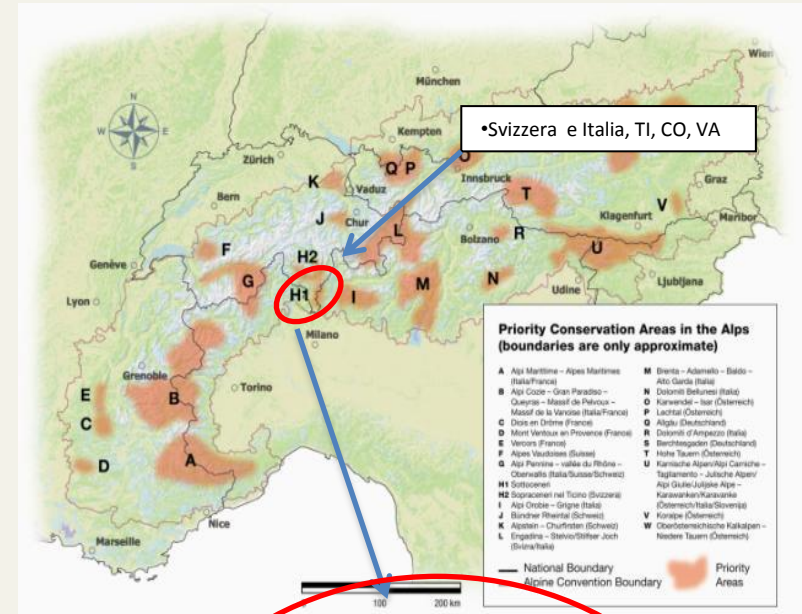 Wien
München
•Svizzera e Italia, TI, CO, VA
N
W
E
S
Kempten
Zürich
Q P
O
Innsbruck
Graz
K
Vaduz
T
V
Bern
J
Chur
Klagenfurt
Maribor
L
Bolzano
R
F
H2
U
Genève
G
M
N
Ljubljana
Lyon
H1
I
Udine
Milano
Grenoble
E
B
Torino
C
D
A
Nice
Marseille
Priority Conservation Areas in the Alps
(boundaries are only approximate)
A Alpi Marittime – Alpes Maritimes
(Italia/France)
B Alpi Cozie – Gran Paradiso –
Queyras – Massif de Pelvoux –
Massif de la Vanoise (Italia/France)
C Diois en Drôme (France)
D Mont Ventoux en Provence (France)
E Vercors (France)
F Alpes Vaudoises (Suisse)
G Alpi Pennine – vallée du Rhône –
Oberwallis (Italia/Suisse/Schweiz)
H1 Sottoceneri
H2 Sopraceneri nel Ticino (Svizzera)
I Alpi Orobie – Grigne (Italia)
J Bündner Rheintal (Schweiz)
K Alpstein – Churfirsten (Schweiz)
L Engadina – Stelvio/Stilfser Joch
(Svizra/Italia)
M Brenta – Adamello – Baldo –
Alto Garda (Italia)
N Dolomiti Bellunesi (Italia)
O Karwendel – Isar (Österreich)
P Lechtal (Österreich)
Q Allgäu (Deutschland)
R Dolomiti d'Ampezzo (Italia)
S Berchtesgaden (Deutschland)
T Hohe Tauern (Österreich)
U Karnische Alpen/Alpi Carniche –
Tagliamento – Julische Alpen/
Alpi Giulie/Julijske Alpe –
Karawanken/Karavanke
(Österreich/Italia/Slovenija)
V Koralpe (Österreich)
W Oberösterreichische Kalkalpen –
Niedere Tauern (Österreich)
National Boundary
Alpine Convention Boundary
Priority
Areas
100
200 km